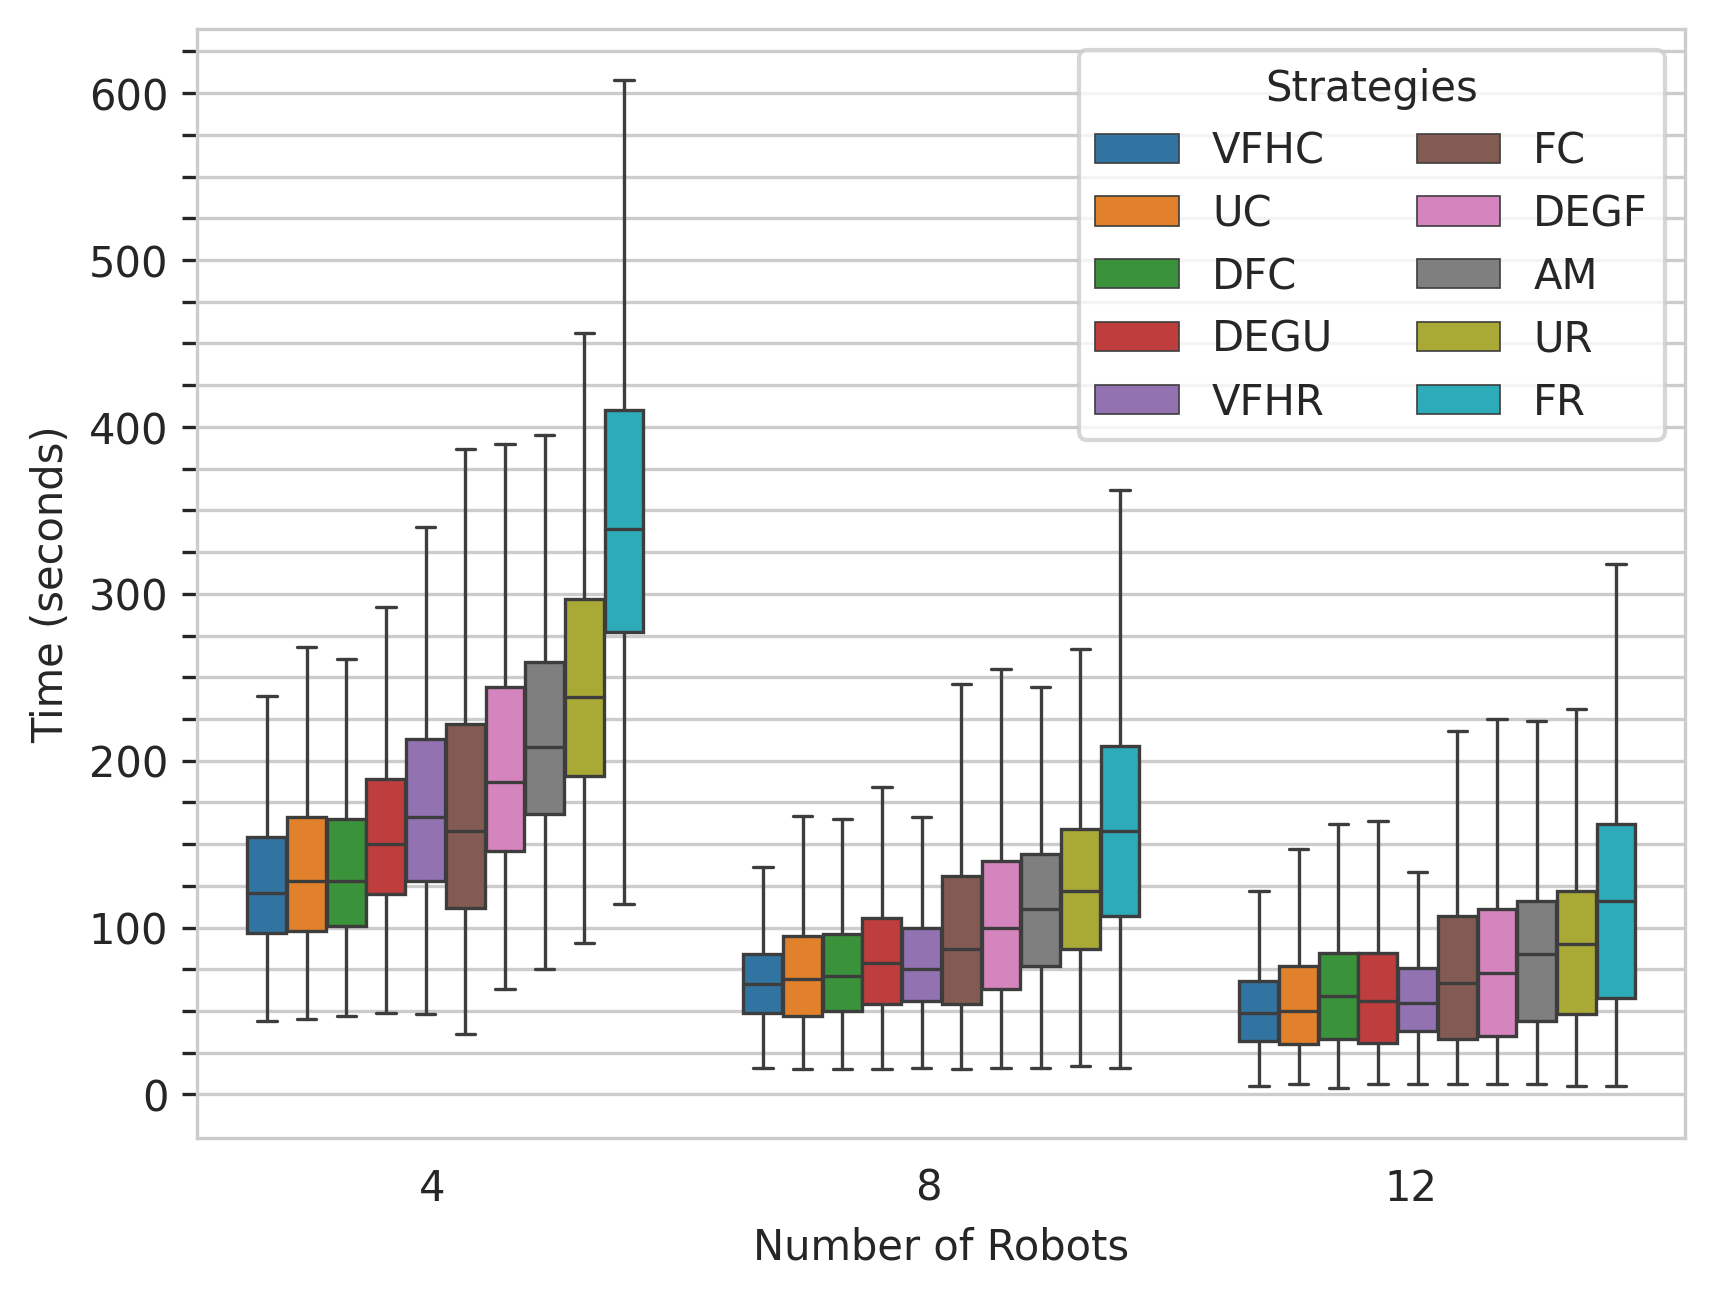 Strategies
VFHC
UC
DFC
DEGU
VFHR
FC
DEGF
AM
UR
FR
Time (seconds)
600
500
400
300
200
100
0
4 8 12
Number of Robots